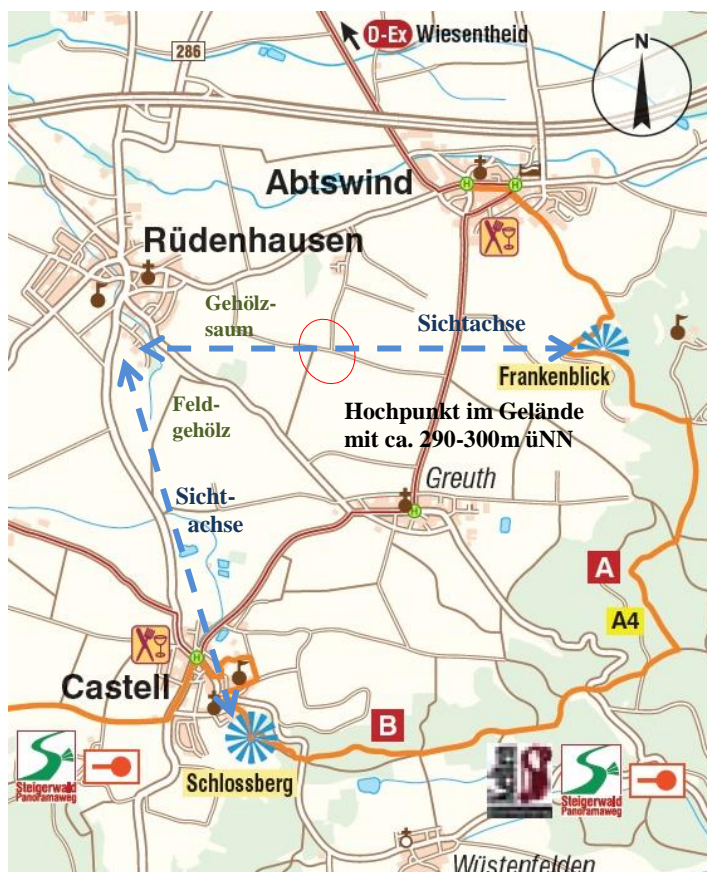 286
D-Ex Wiesentheid
N
Abtswind
H
H
Rüdenhausen
Gehölz-
saum
Sichtachse
Frankenblick
Feld-
gehölz
Hochpunkt im Gelände
mit ca. 290-300m üNN
Greuth
Sicht-
achse
H
A
A4
H
Castell
B
Schlossberg
Steigerwald
Panoramaweg
Steigerwald
Panoramaweg
Wüstenfelden